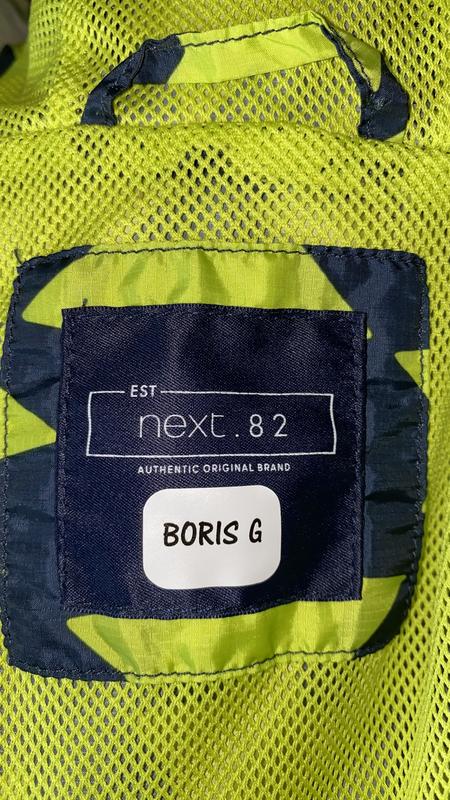 EST
next.82
AUTHENTIC ORIGINAL BRAND
BORIS G